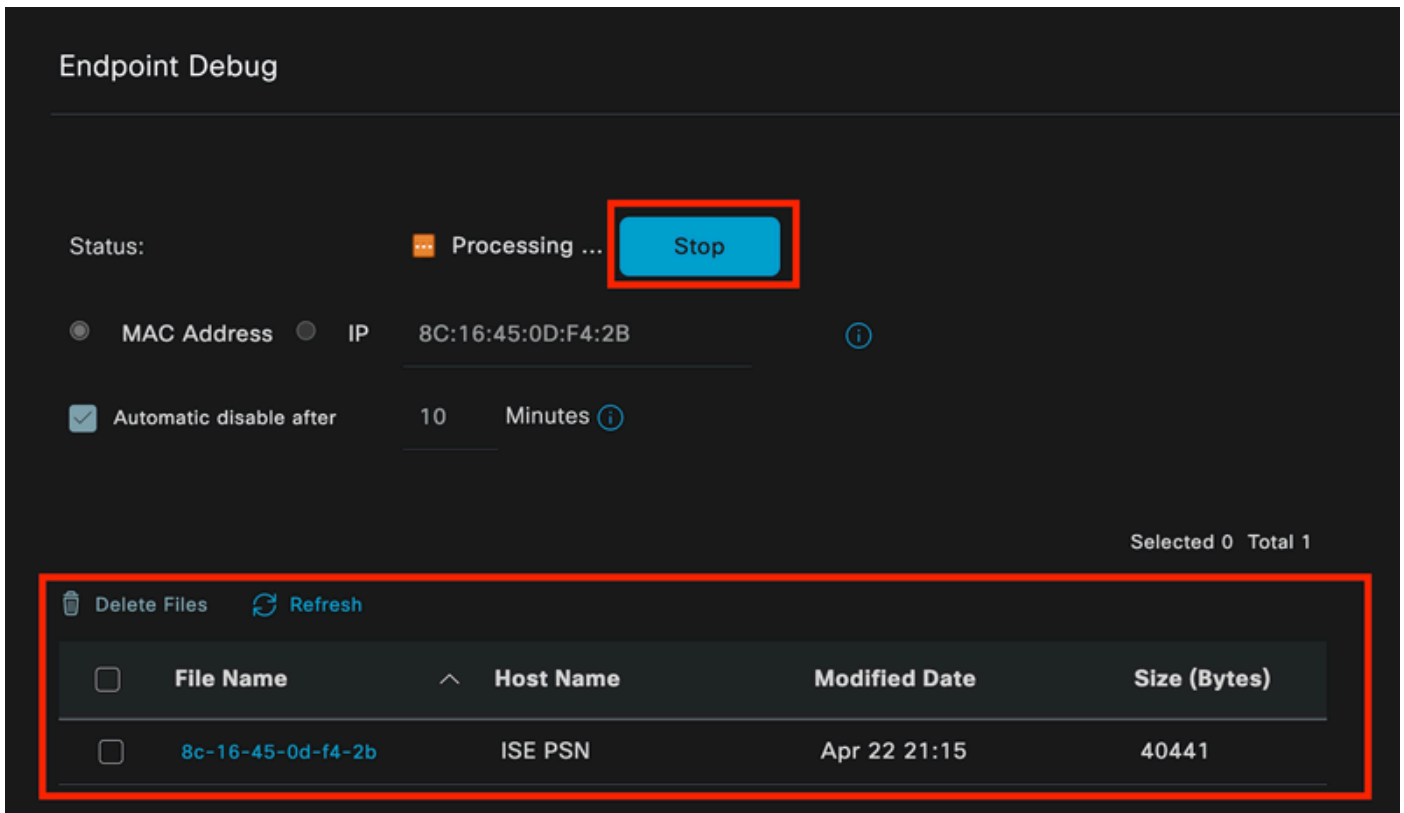 Endpoint Debug
Status: Processing ... Stop
MAC Address IP 8C:16:45:0D:F4:2B
Automatic disable after 10 Minutes
Selected 0 Total 1
Delete Files Refresh
File Name Host Name Modified Date Size (Bytes)
8c-16-45-0d-f4-2b ISE PSN Apr 22 21:15 40441